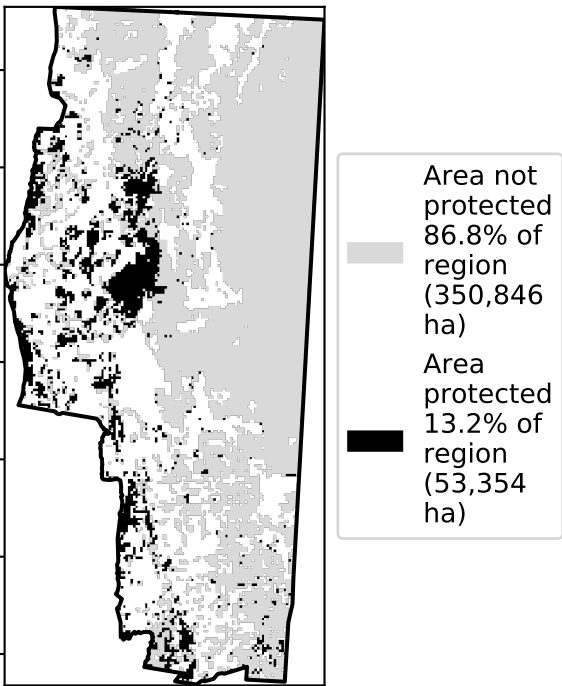 Area not
protected
86.8% of
region
(350,846
ha)
Area
protected
13.2% of
region
(53,354
ha)